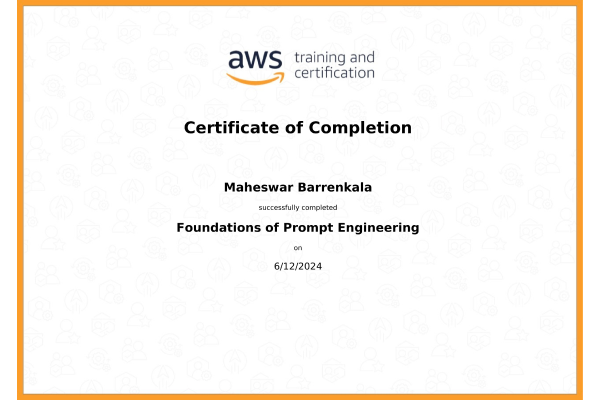 aws training and
certification
Certificate of Completion
Maheswar Barrenkala
successfully completed
Foundations of Prompt Engineering
on
6/12/2024